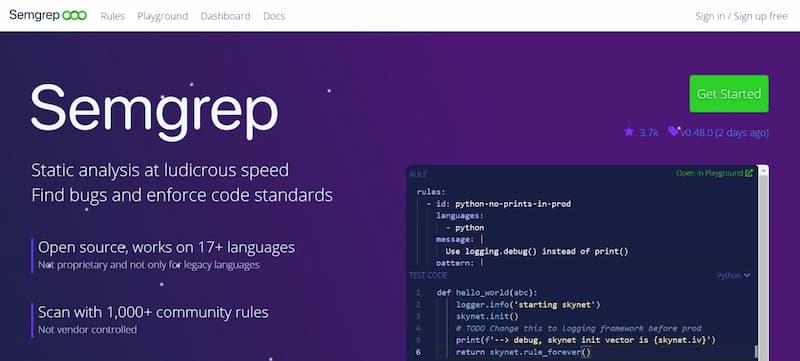 Semgrep
Rules
Playground
Dashboard
Docs
Sign in / Sign up free
Semgrep
Static analysis at ludicrous speed
Find bugs and enforce code standards
Open source, works on 17+ languages
Not proprietary and not only for legacy languages
Scan with 1,000+ community rules
Not vendor controlled
Get Started
3.7k
v0.48.0 (2 days ago)
RULE
Open in Playground
rules:
- id: python-no-prints-in-prod
languages:
- python
message: |
Use logging.debug() instead of print()
pattern: |
TEST CODE
Python
1 def hello_world(abc):
2 logger.info('starting skynet')
3 skynet.init()
4 # TODO Change this to Logging framework before prod
5 print(f'--> debug, skynet init vector is {skynet.iv}')
6 return skynet.rule_forever()